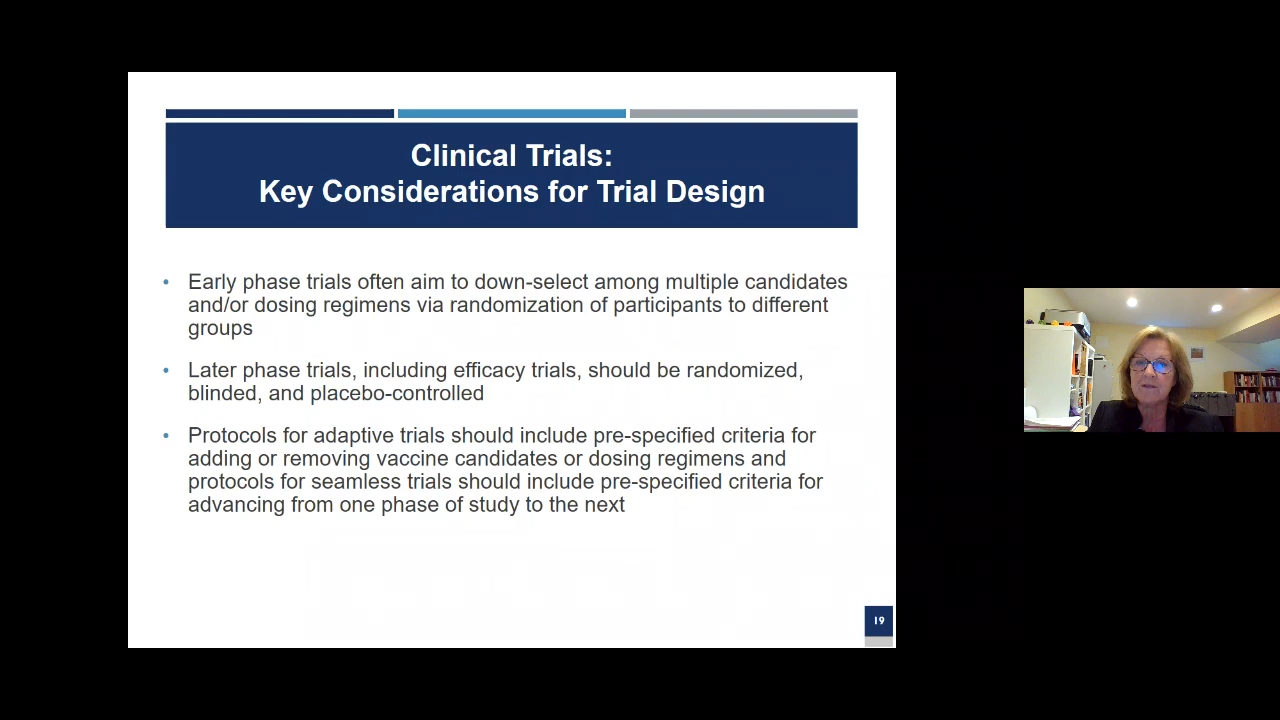 Clinical Trials:
Key Considerations for Trial Design
• Early phase trials often aim to down-select among multiple candidates
and/or dosing regimens via randomization of participants to different
groups
• Later phase trials, including efficacy trials, should be randomized,
blinded, and placebo-controlled
• Protocols for adaptive trials should include pre-specified criteria for
adding or removing vaccine candidates or dosing regimens and
protocols for seamless trials should include pre-specified criteria for
advancing from one phase of study to the next
19